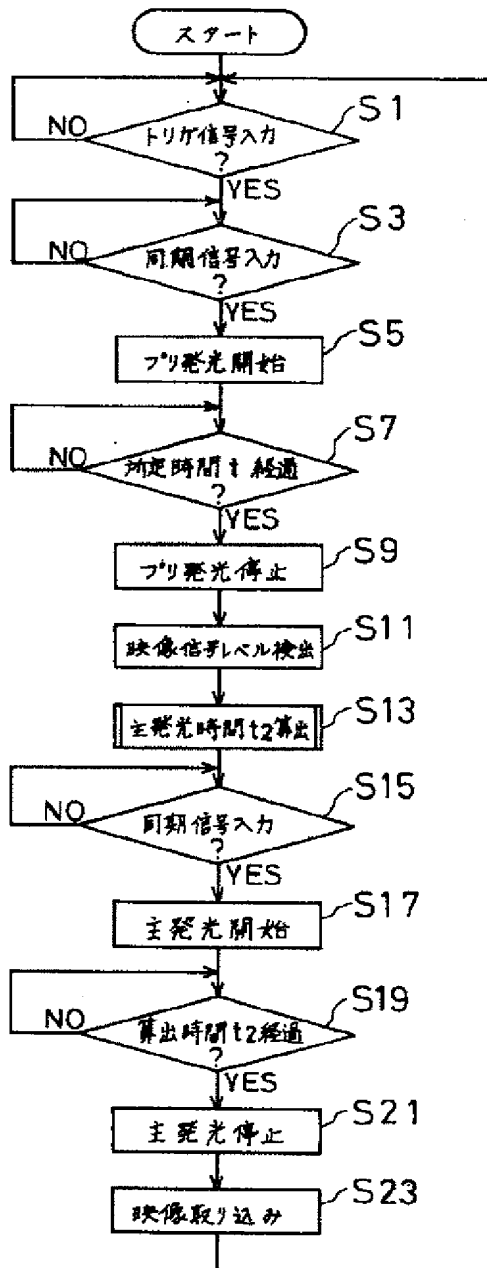 スタート
トリガ信号入力
?
S1
NO
YES
同期信号入力
?
S3
NO
YES
プリ発光開始
S5
所定時間t 経過
?
S7
NO
YES
プリ発光停止
S9
映像信号レベル検出
S11
主発光時間t2算出
S13
同期信号入力
?
S15
NO
YES
主発光開始
S17
算出時間t2経過
?
S19
NO
YES
主発光停止
S21
映像取り込み
S23